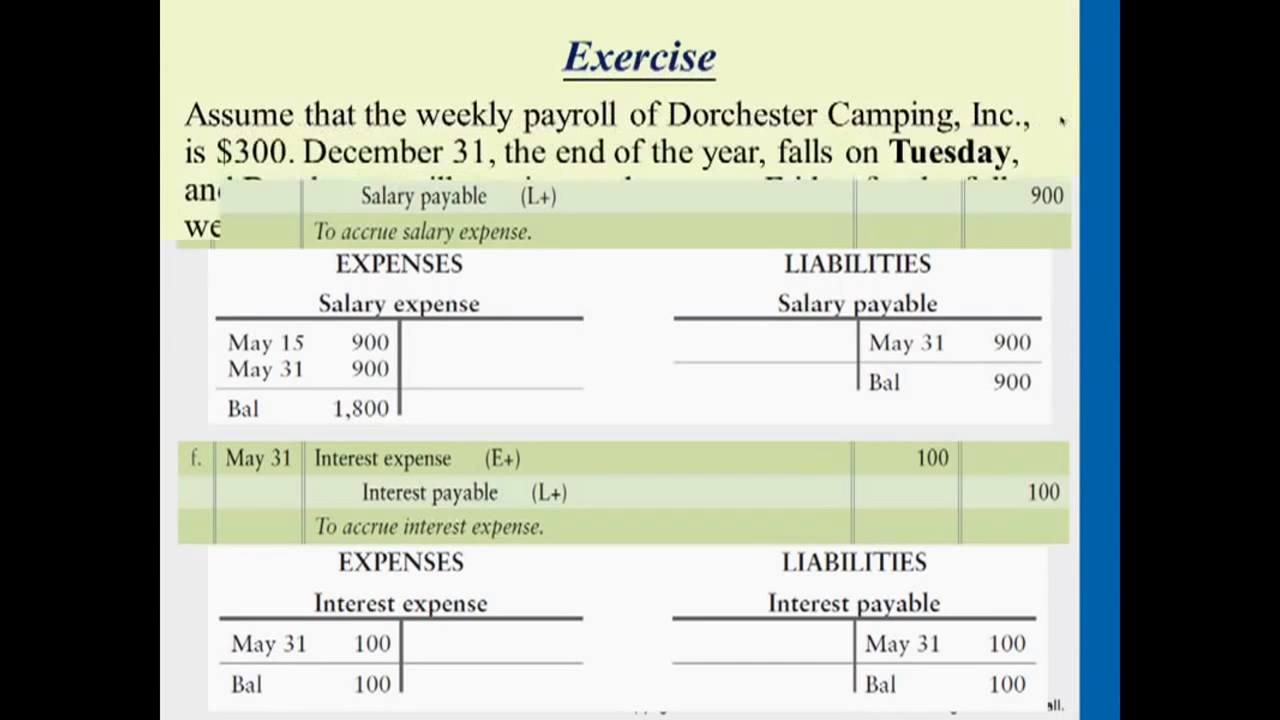 Exercise
Assume that the weekly payroll of Dorchester Camping, Inc.,
is $300. December 31, the end of the year, falls on Tuesday,
Salary payable (L+) 900
To accrue salary expense.
EXPENSES LIABILITIES
Salary expense Salary payable
May 15 900 May 31 900
May 31 900
Bal 900
Bal 1,800
f. May 31 Interest expense (E+) 100
Interest payable (L+) 100
To accrue interest expense.
EXPENSES LIABILITIES
Interest expense Interest payable
May 31 100 May 31 100
Bal 100 Bal 100